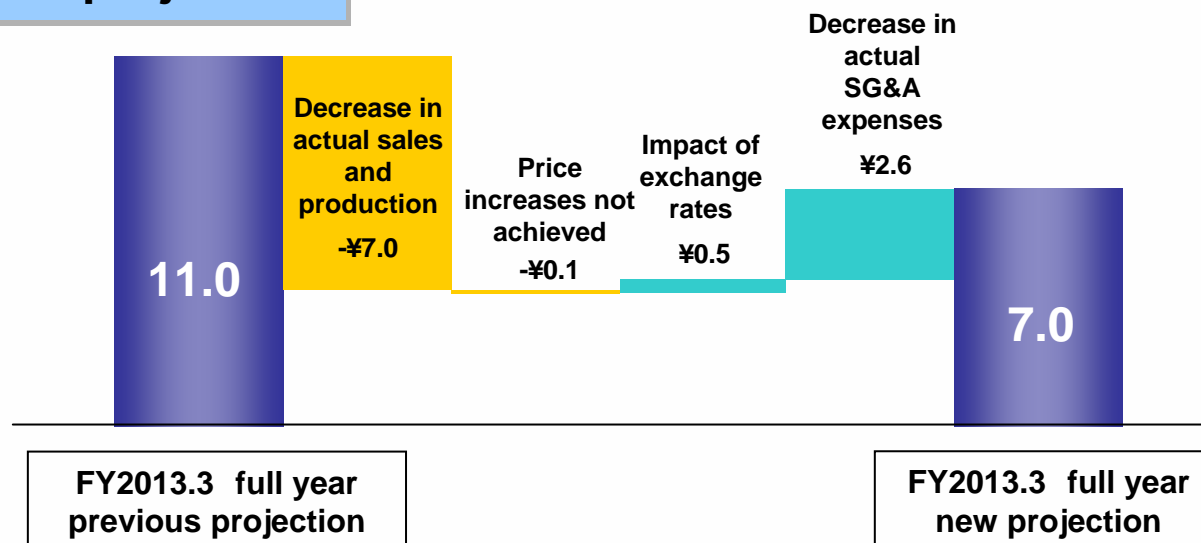 11.0
Decrease in
actual sales
and
production
-¥7.0
Price
increases not
achieved
-¥0.1
Impact of
exchange
rates
¥0.5
Decrease in
actual
SG&A
expenses
¥2.6
7.0
FY2013.3 full year
previous projection
FY2013.3 full year
new projection